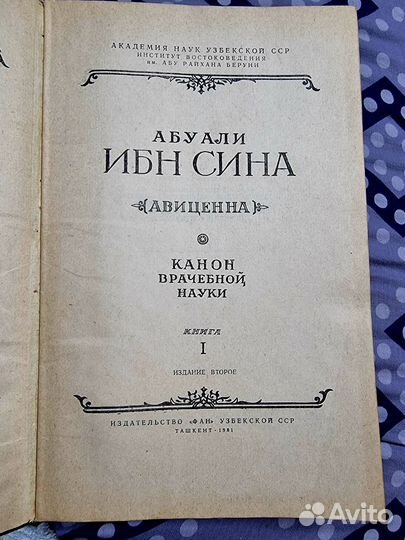 АКАДЕМИЯ НАУК УЗБЕКСКОЙ ССР
ИНСТИТУТ ВОСТОКОВЕДЕНИЯ
им. АБУ РАЙХАНА БЕРУНИ
АБУАЛИ
ИБН СИНА
(АВИЦЕННА)
КАНОН
ВРАЧЕБНОЙ
НАУКИ
КНИГА
I
ИЗДАНИЕ ВТОРОЕ
ИЗДАТЕЛЬСТВО «ФАН» УЗБЕКСКОЙ ССР
ТАШКЕНТ-1981
Avito